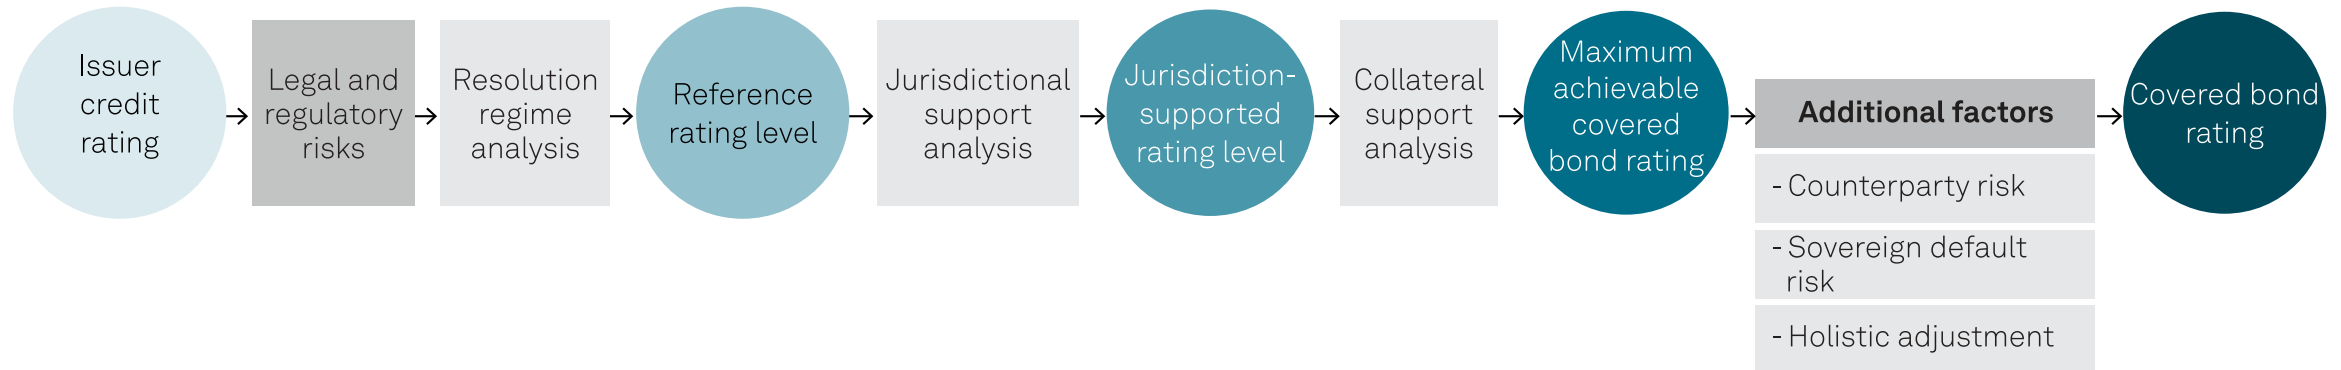 Issuer
credit
rating
Legal and
regulatory
risks
Resolution
regime
analysis
Reference
rating level
Jurisdictional
support
analysis
Jurisdiction-
supported
rating level
Collateral
support
analysis
Maximum
achievable
covered
bond rating
Additional factors
- Counterparty risk
- Sovereign default
risk
- Holistic adjustment
Covered bond
rating